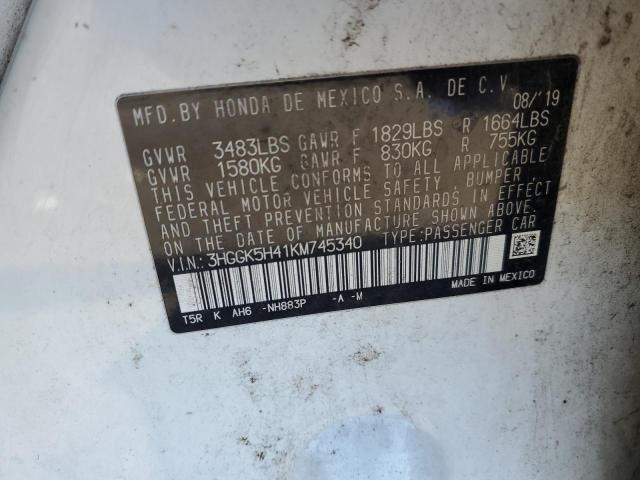 MFD. BY HONDA DE MEXICO S.A. DE C.V. 08/'19
GVWR 3483LBS GAWR F 1829LBS R 1664LBS
GVWR 1580KG GAWR F 830KG R 755KG
THIS VEHICLE CONFORMS TO ALL APPLICABLE
FEDERAL MOTOR VEHICLE SAFETY, BUMPER,
AND THEFT PREVENTION STANDARDS IN EFFECT
ON THE DATE OF MANUFACTURE SHOWN ABOVE.
V.I.N.: 3HGGK5H41KM745340 TYPE:PASSENGER CAR
MADE IN MEXICO
T5R K AH6 -NH883P -A -M